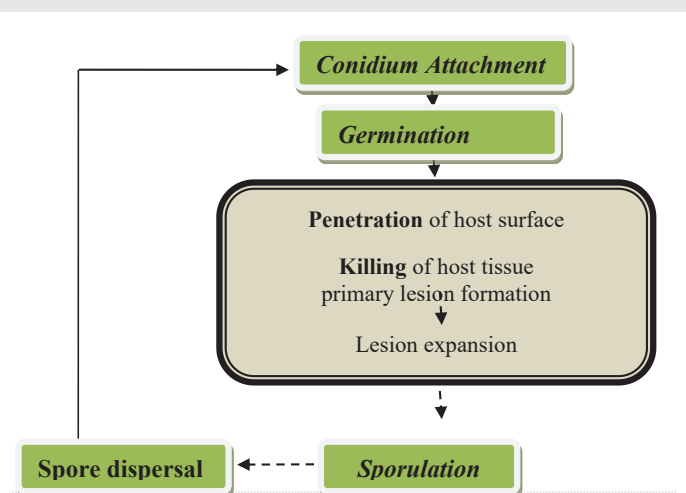 Conidium Attachment
Germination
Penetration of host surface
Killing of host tissue
primary lesion formation
Lesion expansion
Spore dispersal
Sporulation